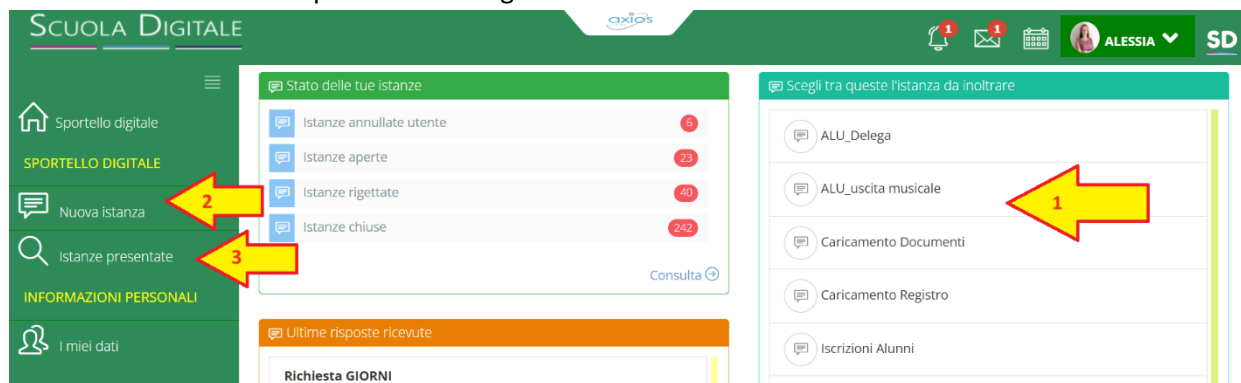 SCUOLA DIGITALE
axios
1
1
ALESSIA
SD
Sportello digitale
SPORTELLO DIGITALE
Nuova istanza
2
Istanze presentate
3
INFORMAZIONI PERSONALI
I miei dati
Stato delle tue istanze
Istanze annullate utente 6
Istanze aperte 23
Istanze rigettate 40
Istanze chiuse 242
Consulta
Ultime risposte ricevute
Richiesta GIORNI
Scegli tra queste l'istanza da inoltrare
ALU_Delega
ALU_uscita musicale
1
Caricamento Documenti
Caricamento Registro
Iscrizioni Alunni